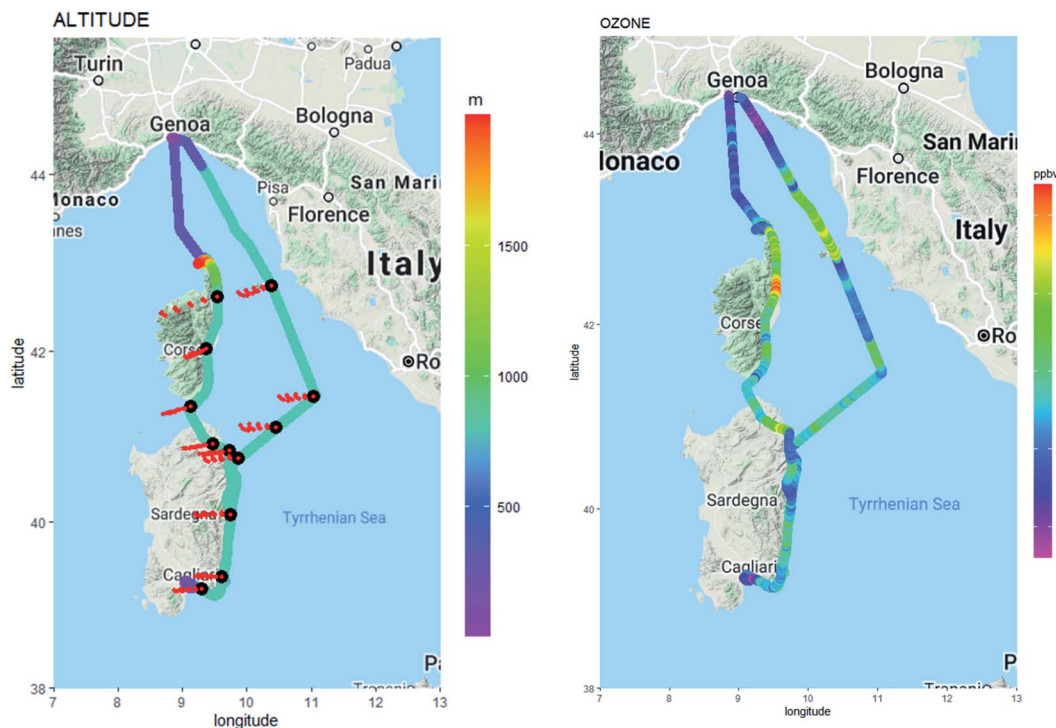 ALTITUDE
Turin
Padua
Genoa
Bologna
Pisa
San Marin
Monaco
nnes
Florence
Italy
Corse
Ro
Sardegna
Tyrrhenian Sea
Cagliari
Pa
Trapani
44
42
40
38
latitude
7 8 9 10 11 12 13
longitude
m
1500
1000
500
OZONE
Genoa
Bologna
San Marin
Monaco
Florence
Italy
Corse
Ro
Sardegna
Tyrrhenian Sea
Cagliari
P
44
42
40
38
latitude
7 8 9 10 11 12 13
longitude
ppbv